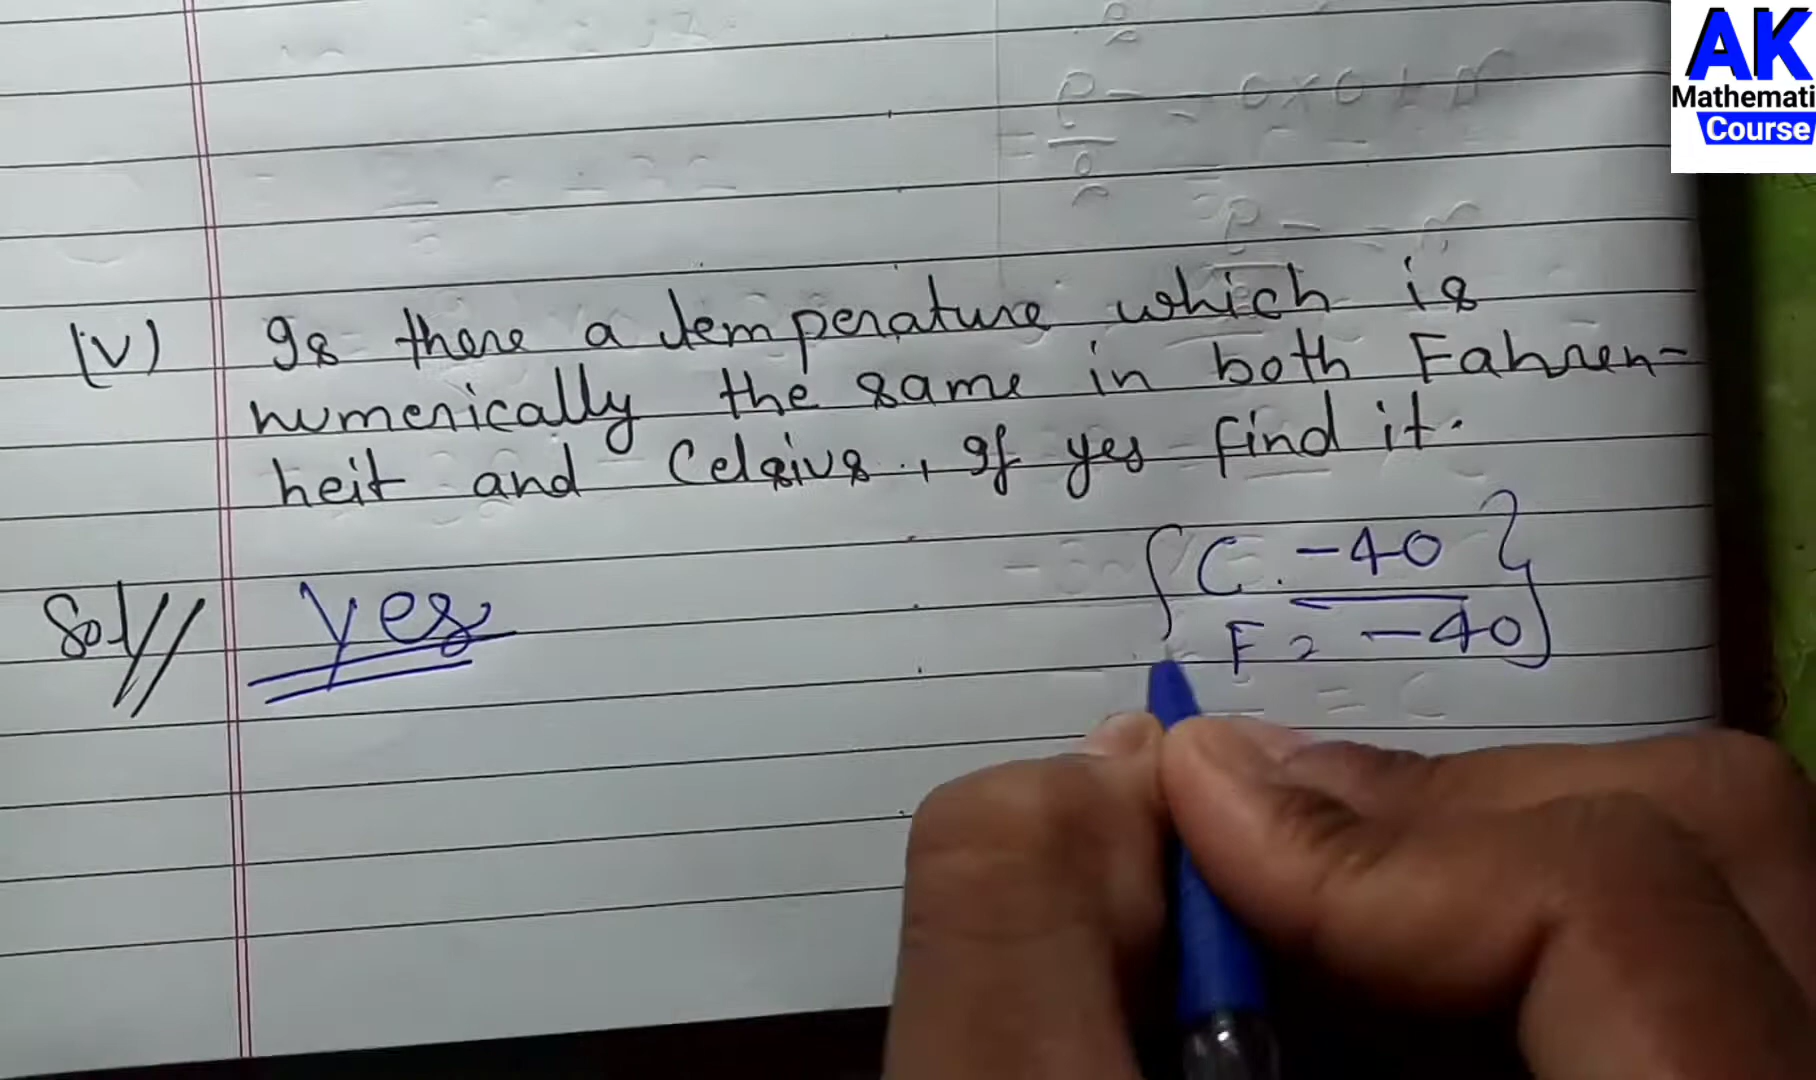 AK
Mathemati
Course
(v) Is there a temperature which is
numerically the same in both Fahren-
heit and Celsius, If yes find it.
C. -40
Sol// Yes
F = -40